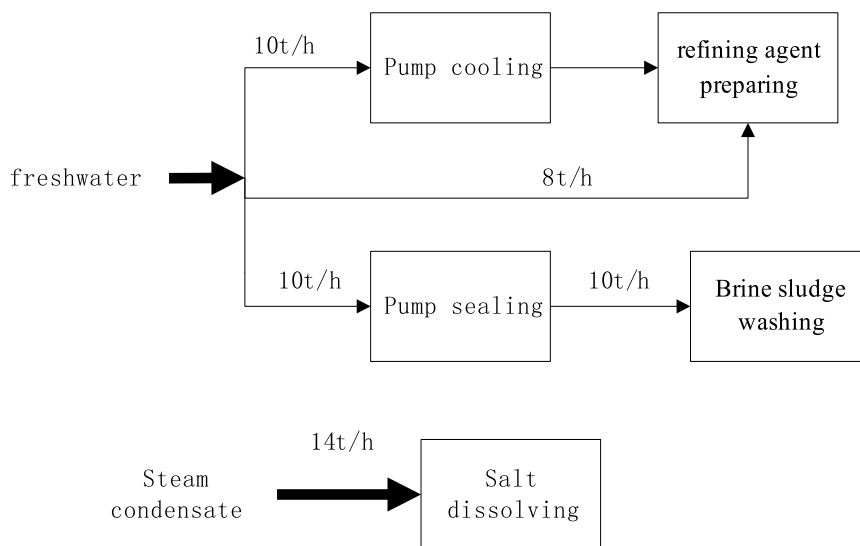 10t/h
Pump cooling
refining agent
preparing
freshwater
8t/h
10t/h
Pump sealing
10t/h
Brine sludge
washing
14t/h
Steam
condensate
Salt
dissolving